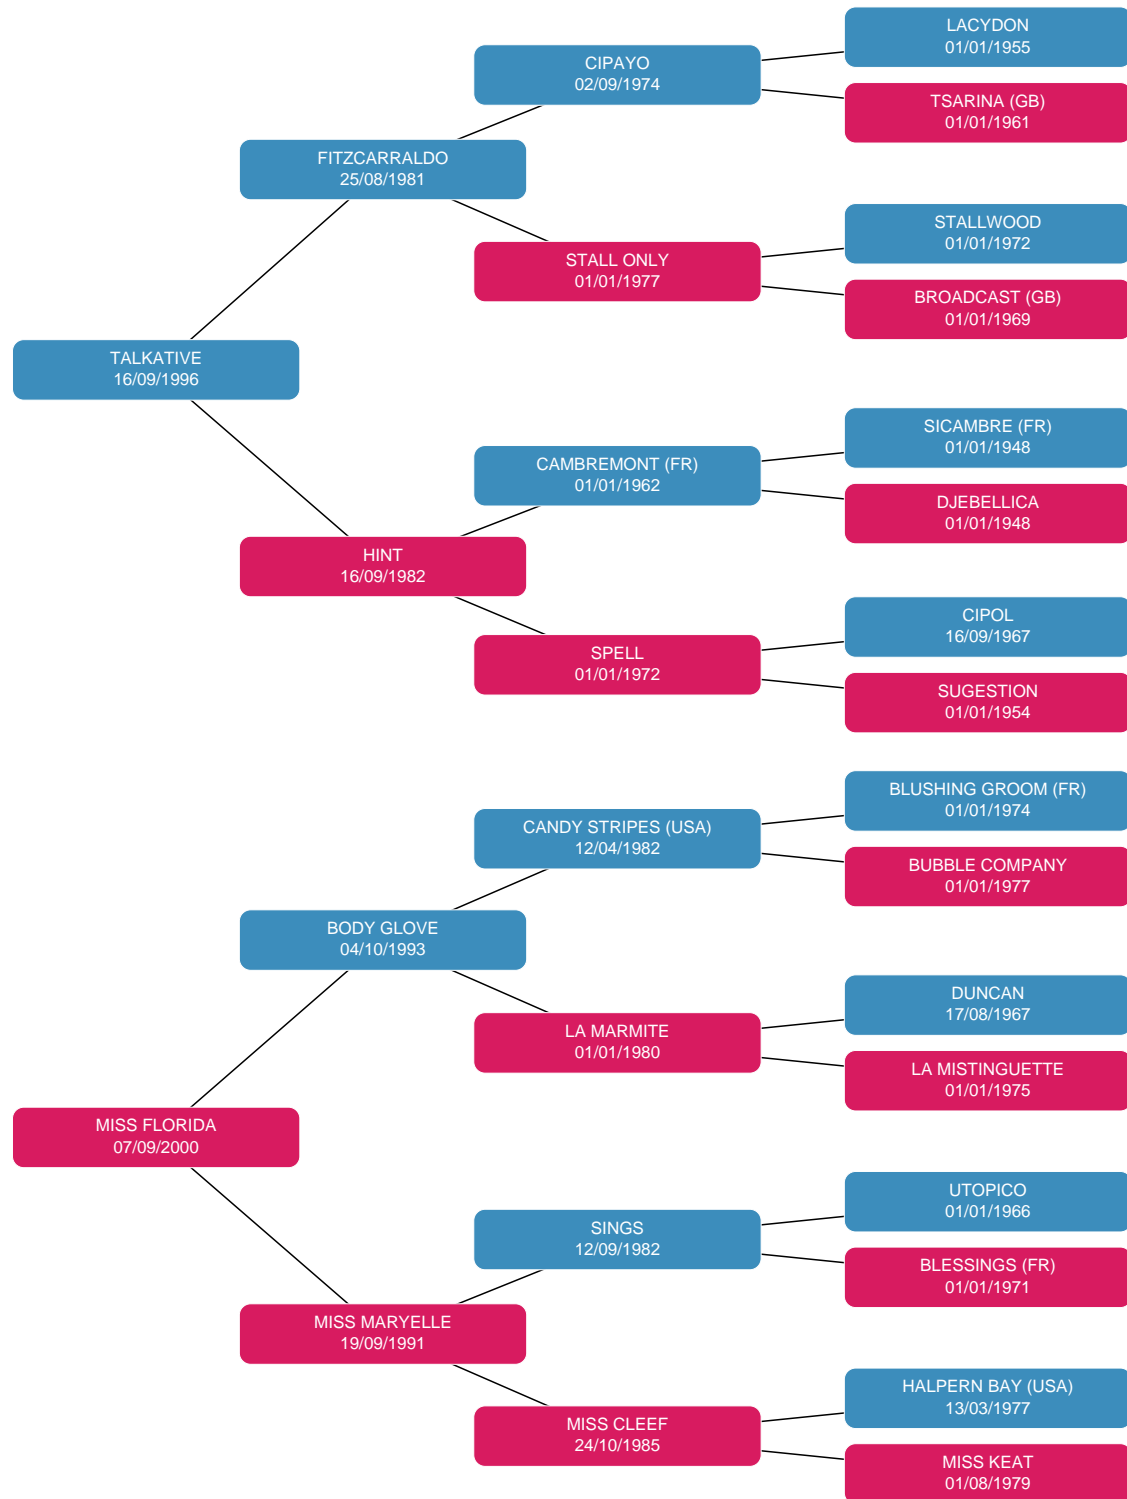 LACYDON
01/01/1955
CIPAYO
02/09/1974
TSARINA (GB)
01/01/1961
FITZCARRALDO
25/08/1981
STALLWOOD
01/01/1972
STALL ONLY
01/01/1977
BROADCAST (GB)
01/01/1969
TALKATIVE
16/09/1996
SICAMBRE (FR)
01/01/1948
CAMBREMONT (FR)
01/01/1962
DJEBELLICA
01/01/1948
HINT
16/09/1982
CIPOL
16/09/1967
SPELL
01/01/1972
SUGESTION
01/01/1954
BLUSHING GROOM (FR)
01/01/1974
CANDY STRIPES (USA)
12/04/1982
BUBBLE COMPANY
01/01/1977
BODY GLOVE
04/10/1993
DUNCAN
17/08/1967
LA MARMITE
01/01/1980
LA MISTINGUETTE
01/01/1975
MISS FLORIDA
07/09/2000
UTOPICO
01/01/1966
SINGS
12/09/1982
BLESSINGS (FR)
01/01/1971
MISS MARYELLE
19/09/1991
HALPERN BAY (USA)
13/03/1977
MISS CLEEF
24/10/1985
MISS KEAT
01/08/1979